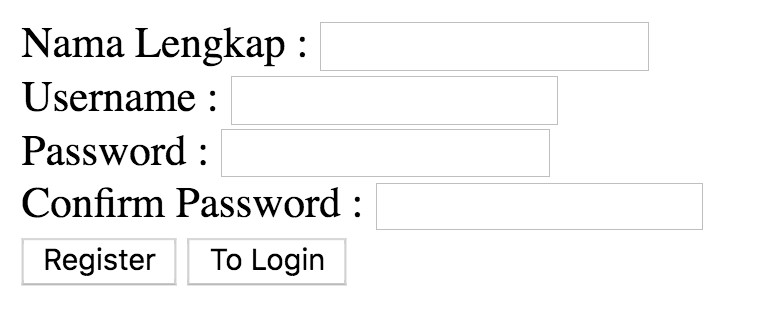 Nama Lengkap :
Username :
Password :
Confirm Password :
Register To Login